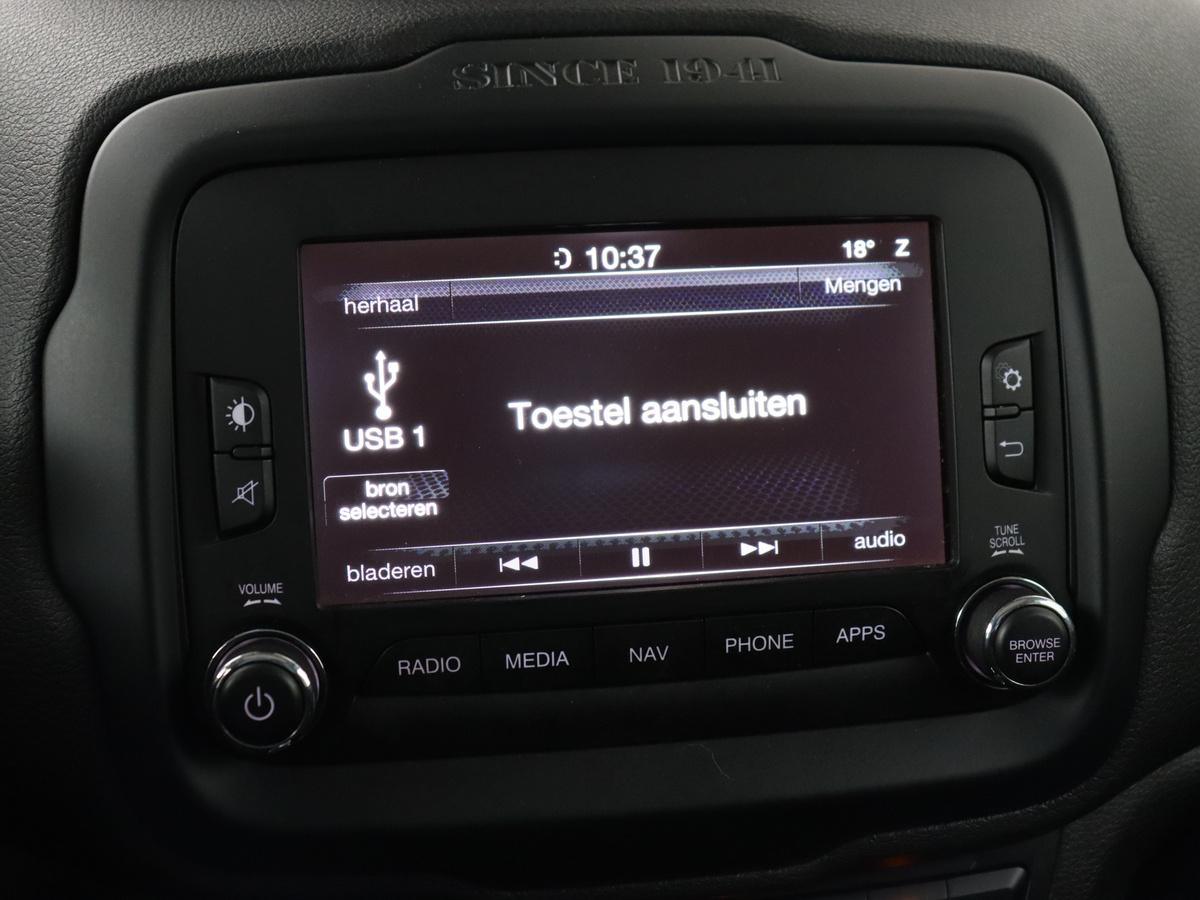 SINCE 1941
10:37
18° Z
herhaal
Mengen
USB 1
Toestel aansluiten
bron
selecteren
bladeren
audio
VOLUME
TUNE
SCROLL
RADIO
MEDIA
NAV
PHONE
APPS
BROWSE
ENTER